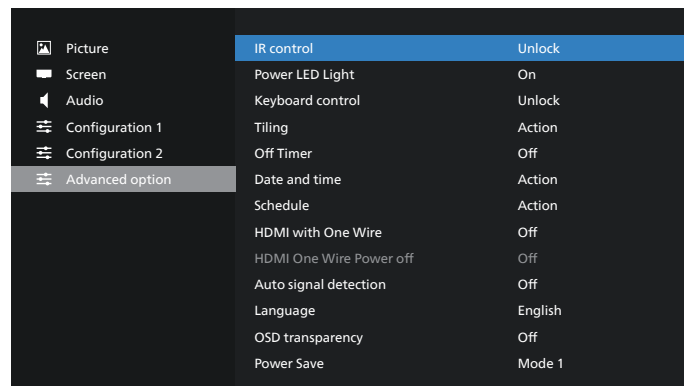 Picture
Screen
Audio
Configuration 1
Configuration 2
Advanced option
IR control Unlock
Power LED Light On
Keyboard control Unlock
Tiling Action
Off Timer Off
Date and time Action
Schedule Action
HDMI with One Wire Off
HDMI One Wire Power off Off
Auto signal detection Off
Language English
OSD transparency Off
Power Save Mode 1